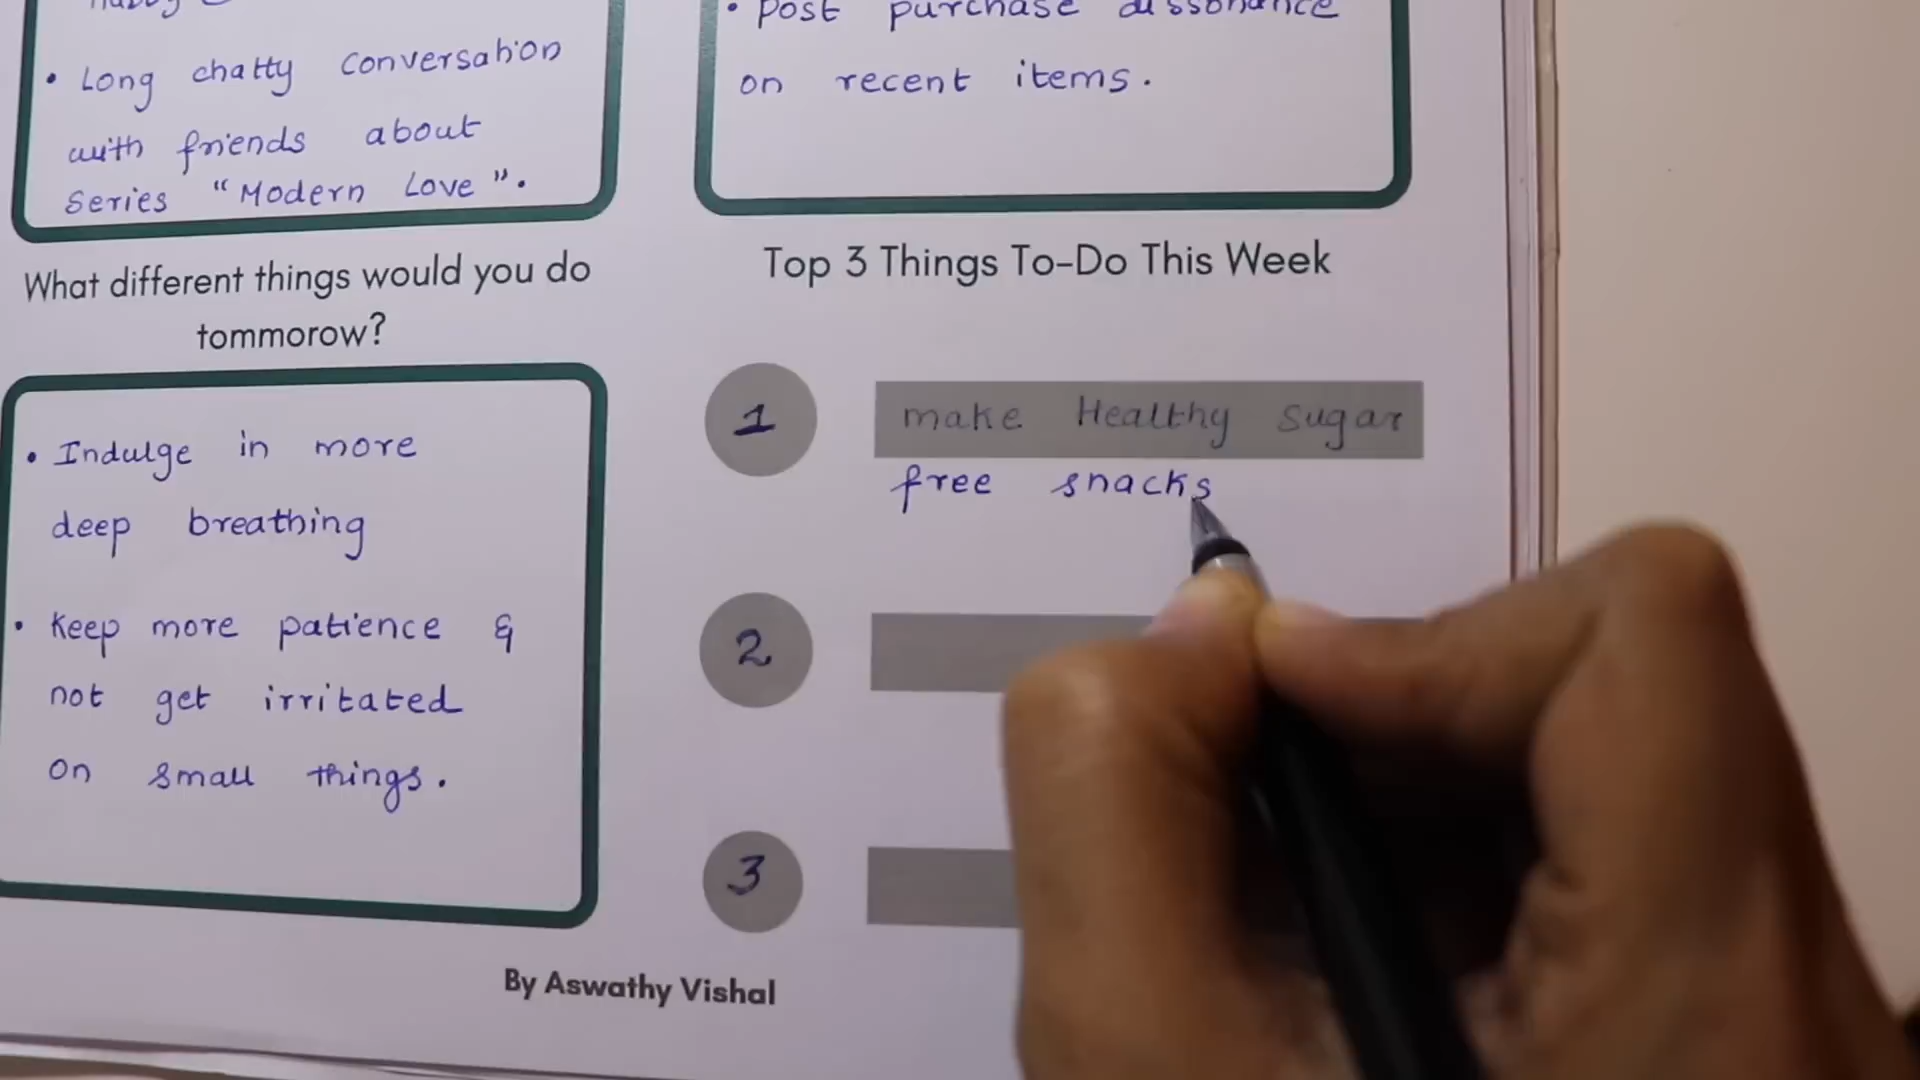 • Long chatty conversation
with friends about
series "Modern Love".
• Post purchase dissonance
on recent items.
What different things would you do
tommorow?
• Indulge in more
deep breathing
• Keep more patience &
not get irritated
on small things.
Top 3 Things To-Do This Week
1
make Healthy Sugar
free snacks
2
3
By Aswathy Vishal